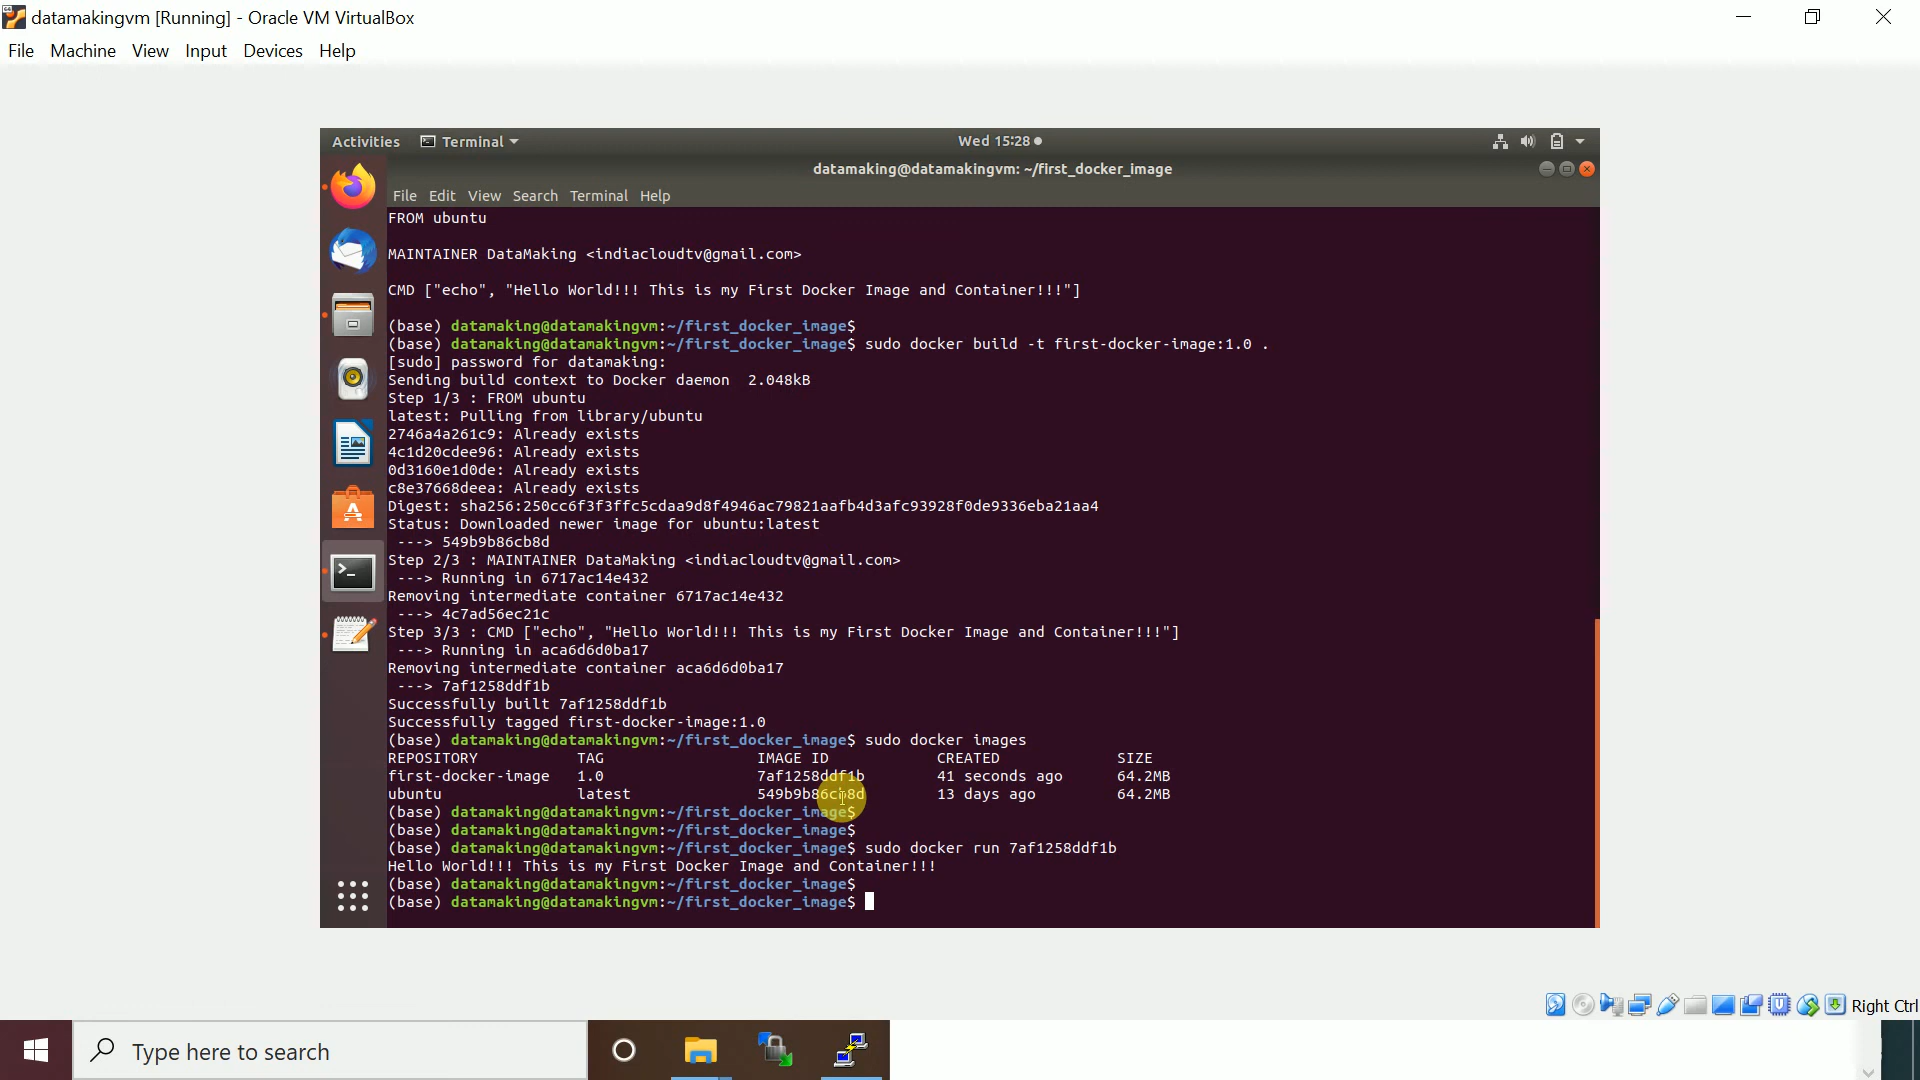 datamakingvm [Running] - Oracle VM VirtualBox
File Machine View Input Devices Help
Activities Terminal Wed 15:28
datamaking@datamakingvm: ~/first_docker_image
File Edit View Search Terminal Help
FROM ubuntu
MAINTAINER DataMaking <indiacloudtv@gmail.com>
CMD ["echo", "Hello World!!! This is my First Docker Image and Container!!!"]
(base) datamaking@datamakingvm:~/first_docker_image$
(base) datamaking@datamakingvm:~/first_docker_image$ sudo docker build -t first-docker-image:1.0 .
[sudo] password for datamaking:
Sending build context to Docker daemon  2.048kB
Step 1/3 : FROM ubuntu
latest: Pulling from library/ubuntu
2746a4a261c9: Already exists
4c1d20cdee96: Already exists
0d3160e1d0de: Already exists
c8e37668deea: Already exists
Digest: sha256:250cc6f3f3ffc5cdaa9d8f4946ac79821aafb4d3afc93928f0de9336eba21aa4
Status: Downloaded newer image for ubuntu:latest
---> 549b9b86cb8d
Step 2/3 : MAINTAINER DataMaking <indiacloudtv@gmail.com>
---> Running in 6717ac14e432
Removing intermediate container 6717ac14e432
---> 4c7ad56ec21c
Step 3/3 : CMD ["echo", "Hello World!!! This is my First Docker Image and Container!!!"]
---> Running in aca6d6d0ba17
Removing intermediate container aca6d6d0ba17
---> 7af1258ddf1b
Successfully built 7af1258ddf1b
Successfully tagged first-docker-image:1.0
(base) datamaking@datamakingvm:~/first_docker_image$ sudo docker images
REPOSITORY TAG IMAGE ID CREATED SIZE
first-docker-image 1.0 7af1258ddf1b 41 seconds ago 64.2MB
ubuntu latest 549b9b86cb8d 13 days ago 64.2MB
(base) datamaking@datamakingvm:~/first_docker_image$
(base) datamaking@datamakingvm:~/first_docker_image$
(base) datamaking@datamakingvm:~/first_docker_image$ sudo docker run 7af1258ddf1b
Hello World!!! This is my First Docker Image and Container!!!
(base) datamaking@datamakingvm:~/first_docker_image$
(base) datamaking@datamakingvm:~/first_docker_image$
Right Ctrl
Type here to search